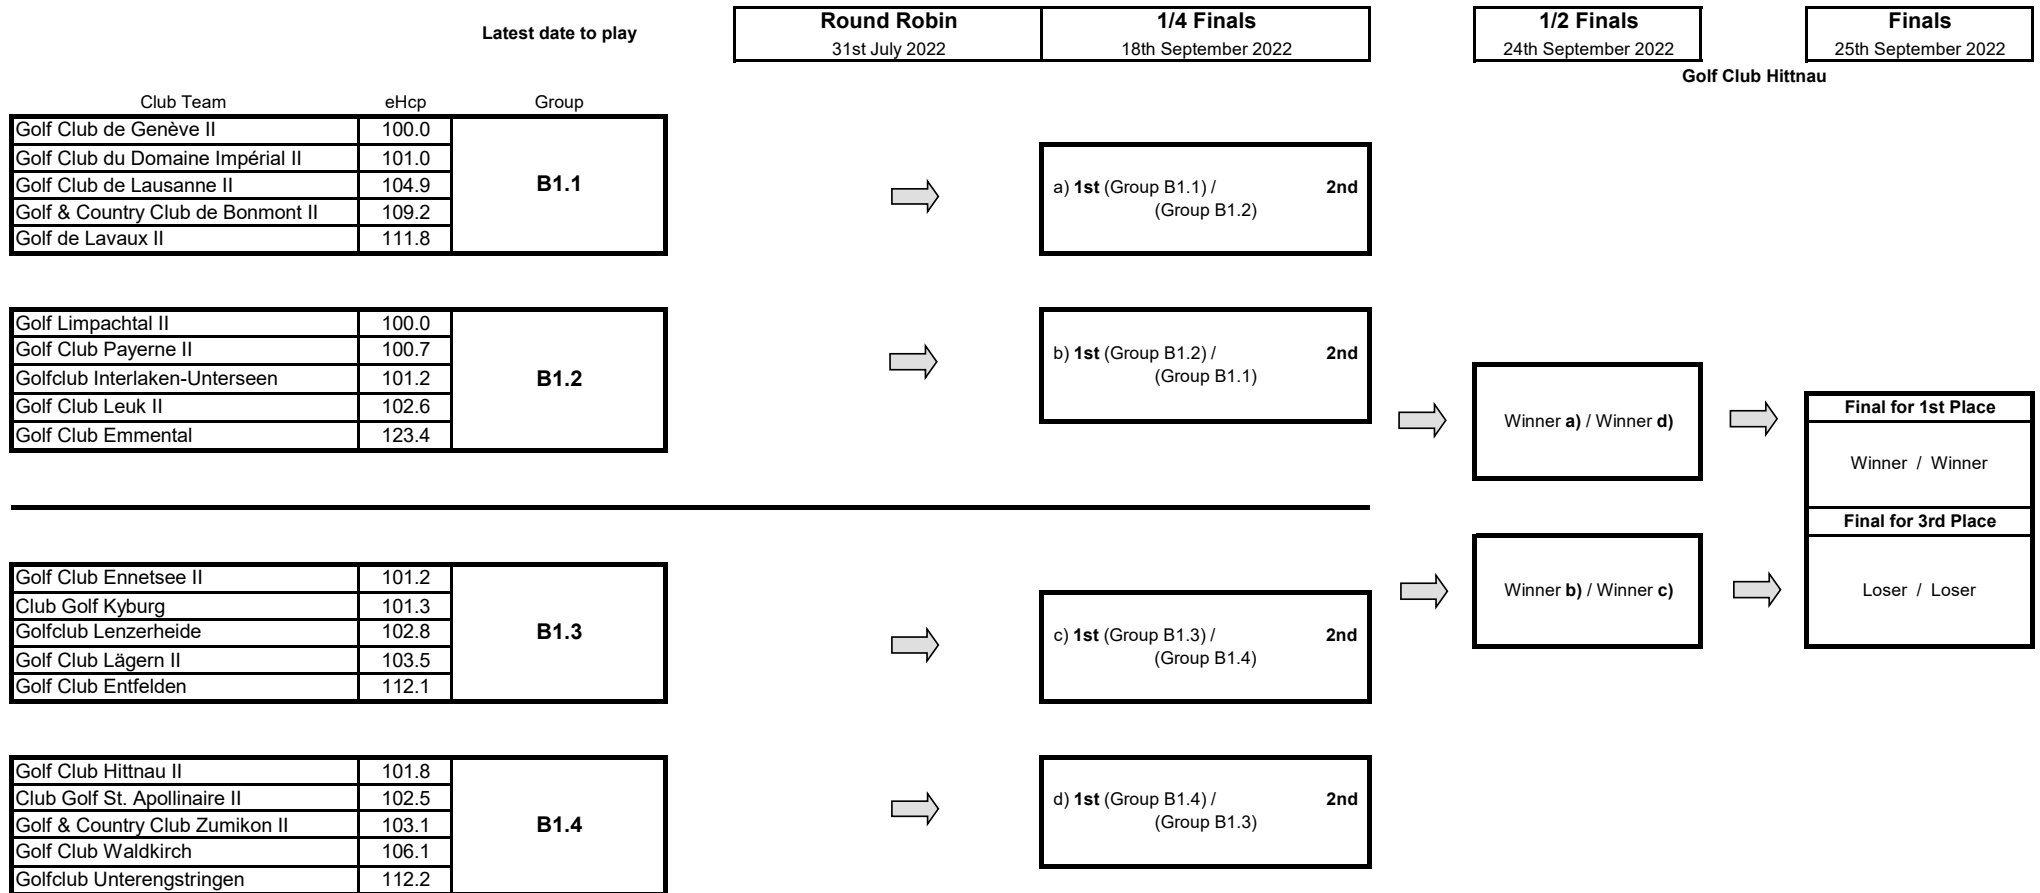 Latest date to play
Round Robin
31st July 2022
1/4 Finals
18th September 2022
1/2 Finals
24th September 2022
Finals
25th September 2022
Golf Club Hittnau
Club Team eHcp Group
Golf Club de Genève II 100.0
Golf Club du Domaine Impérial II 101.0
Golf Club de Lausanne II 104.9
Golf & Country Club de Bonmont II 109.2
Golf de Lavaux II 111.8
B1.1
a) 1st (Group B1.1) / 2nd
(Group B1.2)
Golf Limpachtal II 100.0
Golf Club Payerne II 100.7
Golfclub Interlaken-Unterseen 101.2
Golf Club Leuk II 102.6
Golf Club Emmental 123.4
B1.2
b) 1st (Group B1.2) / 2nd
(Group B1.1)
Winner a) / Winner d)
Final for 1st Place
Winner / Winner
Final for 3rd Place
Loser / Loser
Winner b) / Winner c)
Golf Club Ennetsee II 101.2
Club Golf Kyburg 101.3
Golfclub Lenzerheide 102.8
Golf Club Lägern II 103.5
Golf Club Entfelden 112.1
B1.3
c) 1st (Group B1.3) / 2nd
(Group B1.4)
Golf Club Hittnau II 101.8
Club Golf St. Apollinaire II 102.5
Golf & Country Club Zumikon II 103.1
Golf Club Waldkirch 106.1
Golfclub Unterengstringen 112.2
B1.4
d) 1st (Group B1.4) / 2nd
(Group B1.3)